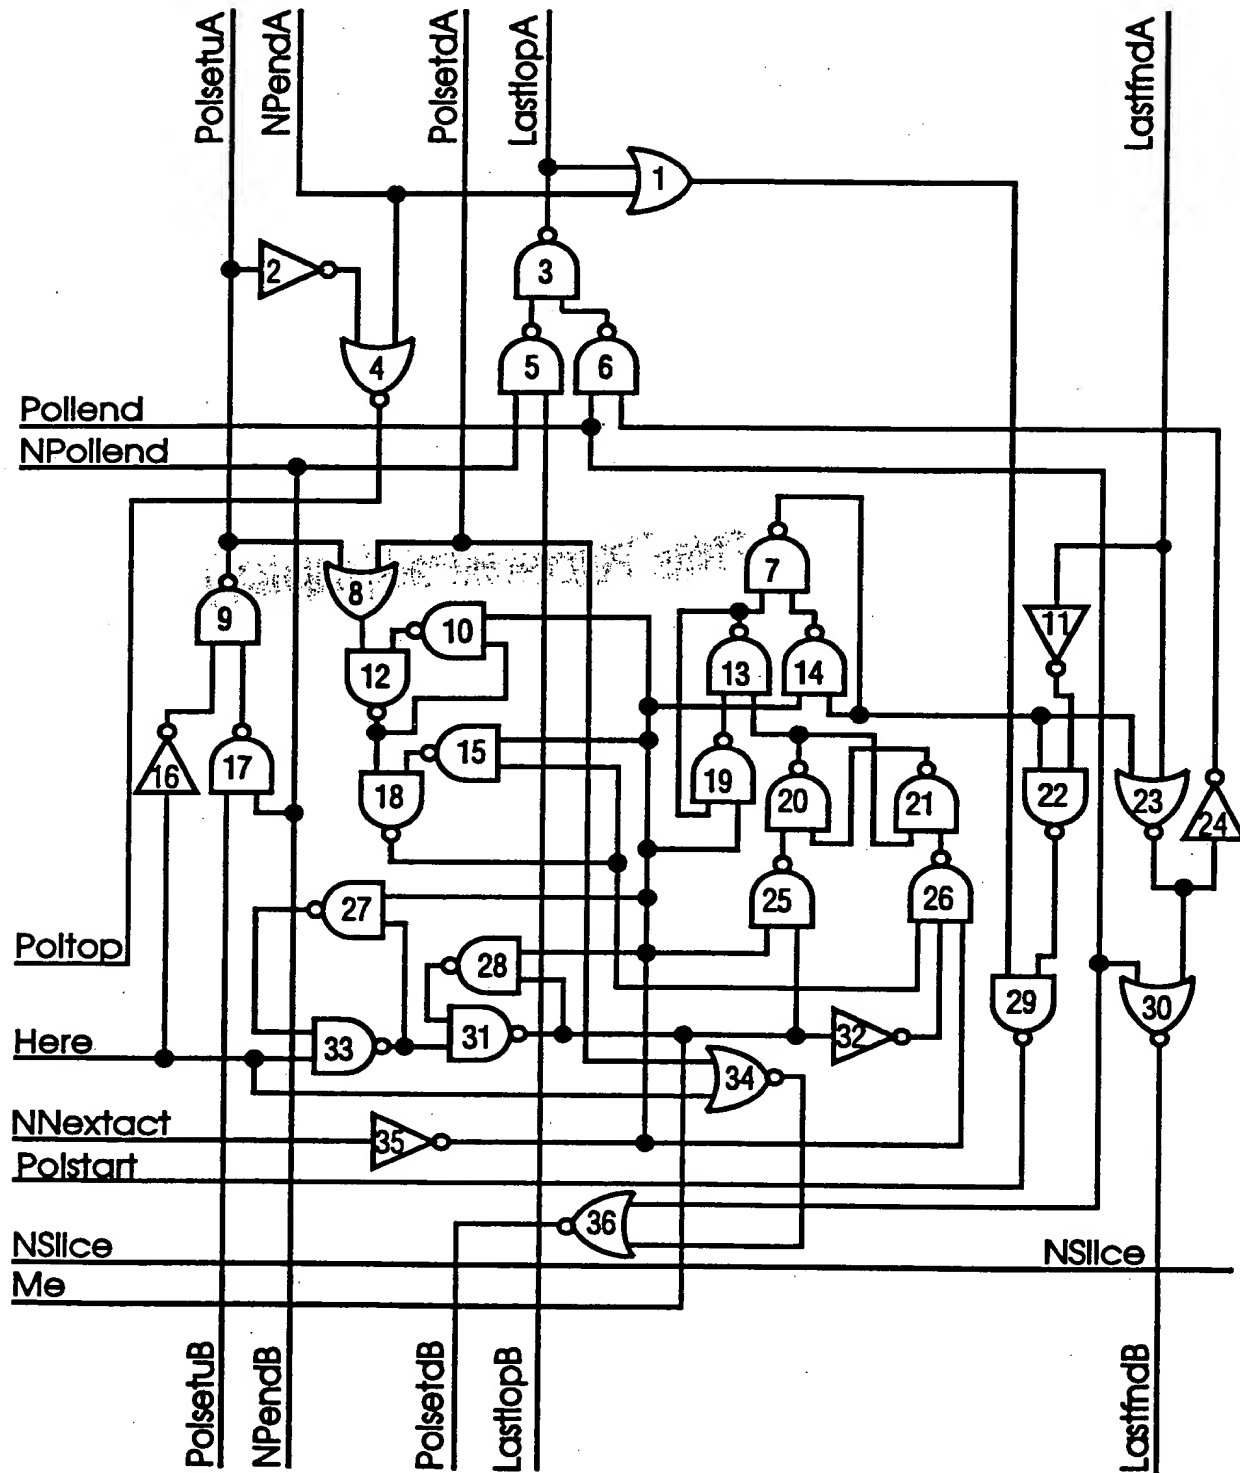 PolsetuA
NPendA
PolsetdA
LastlopA
LastfndA
1
2
3
4
5
6
Pollend
NPollend
7
8
9
10
11
12
13
14
15
16
17
18
19
20
21
22
23
24
25
26
27
28
29
30
Poltop
Here
31
32
33
34
NNextact
35
Polstart
36
NSlice
NSlice
Me
PolsetuB
NPendB
PolsetdB
LastlopB
LastfndB